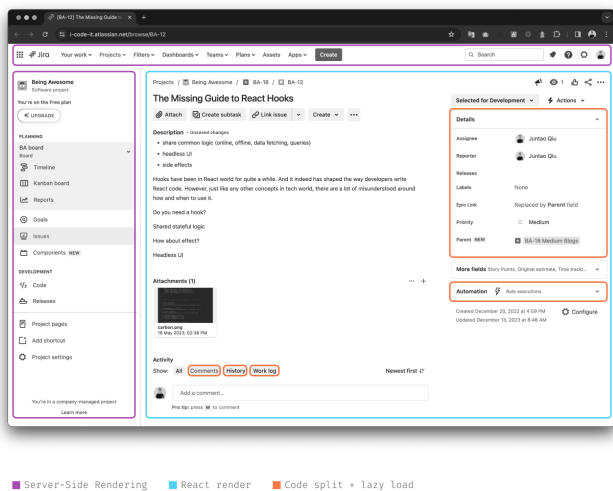 [BA-12] The Missing Guide to
i-code-it.atlassian.net/browse/BA-12
Jira Your work Projects Filters Dashboards Teams Plans Assets Apps Create Search
Being Awesome
Software project
You're on the Free plan
UPGRADE
PLANNING
BA board
Board
Timeline
Kanban board
Reports
Goals
Issues
Components NEW
DEVELOPMENT
Code
Releases
Project pages
Add shortcut
Project settings
You're in a company-managed project
Learn more
Projects / Being Awesome / BA-18 / BA-12
1
The Missing Guide to React Hooks
Attach Create subtask Link issue Create
Description - Unsaved changes
• share common logic (online, offline, data fetching, queries)
• headless UI
• side effects
Hooks have been in React world for quite a while. And it indeed has shaped the way developers write
React code. However, just like any other concepts in tech world, there are a lot of misunderstood around
how and when to use it.
Do you need a hook?
Shared stateful logic
How about effect?
Headless UI
Attachments (1)
carbon.png
16 May 2023, 02:36 PM
Activity
Show: All Comments History Work log Newest first
Add a comment...
Pro tip: press M to comment
Selected for Development Actions
Details
Assignee Juntao Qiu
Reporter Juntao Qiu
Releases
Labels None
Epic Link Replaced by Parent field
Priority Medium
Parent NEW BA-18 Medium Blogs
More fields Story Points, Original estimate, Time tracki...
Automation Rule executions
Created December 20, 2022 at 4:59 PM Configure
Updated December 13, 2023 at 8:46 AM
Server-Side Rendering React render Code split + lazy load